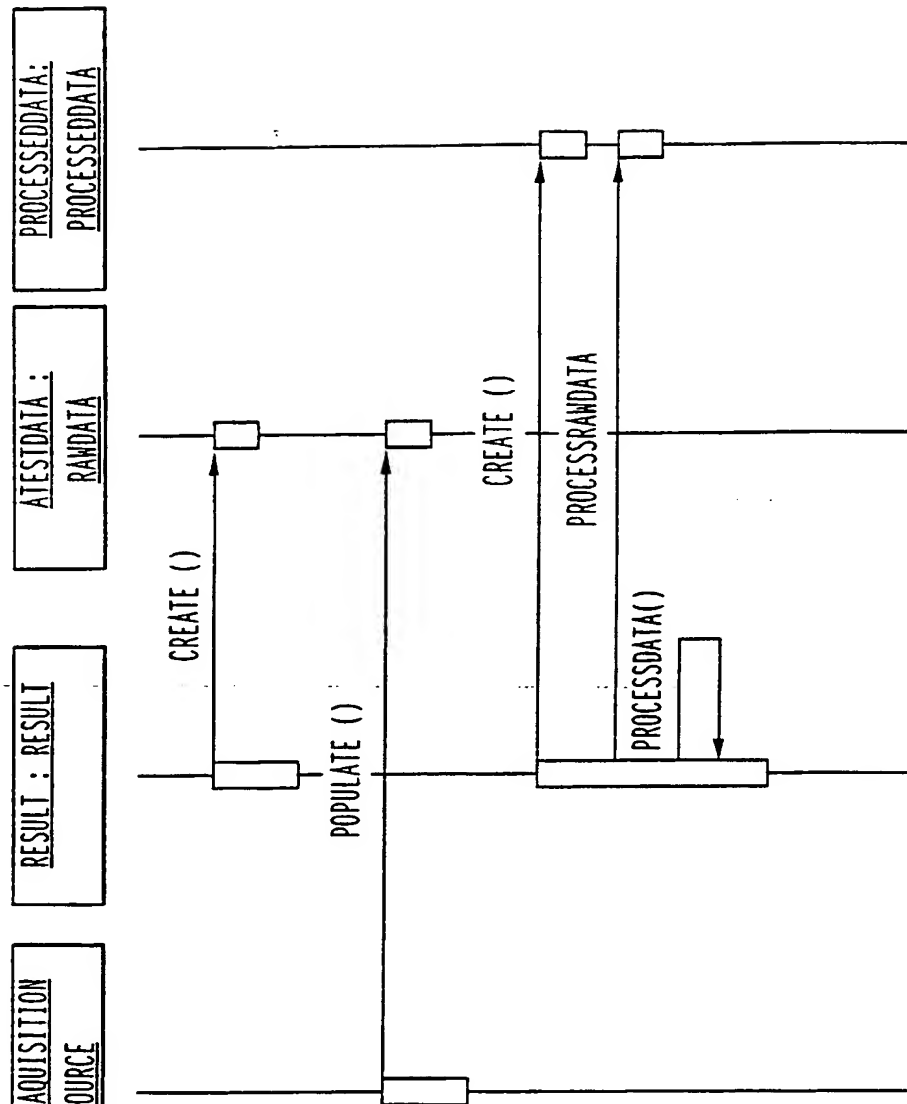 AQUISITION
OURCE
RESULT : RESULT
ATESTDATA :
RAWDATA
PROCESSEDDATA:
PROCESSEDDATA
CREATE ()
POPULATE ()
CREATE ()
PROCESSRAWDATA
PROCESSDATA()